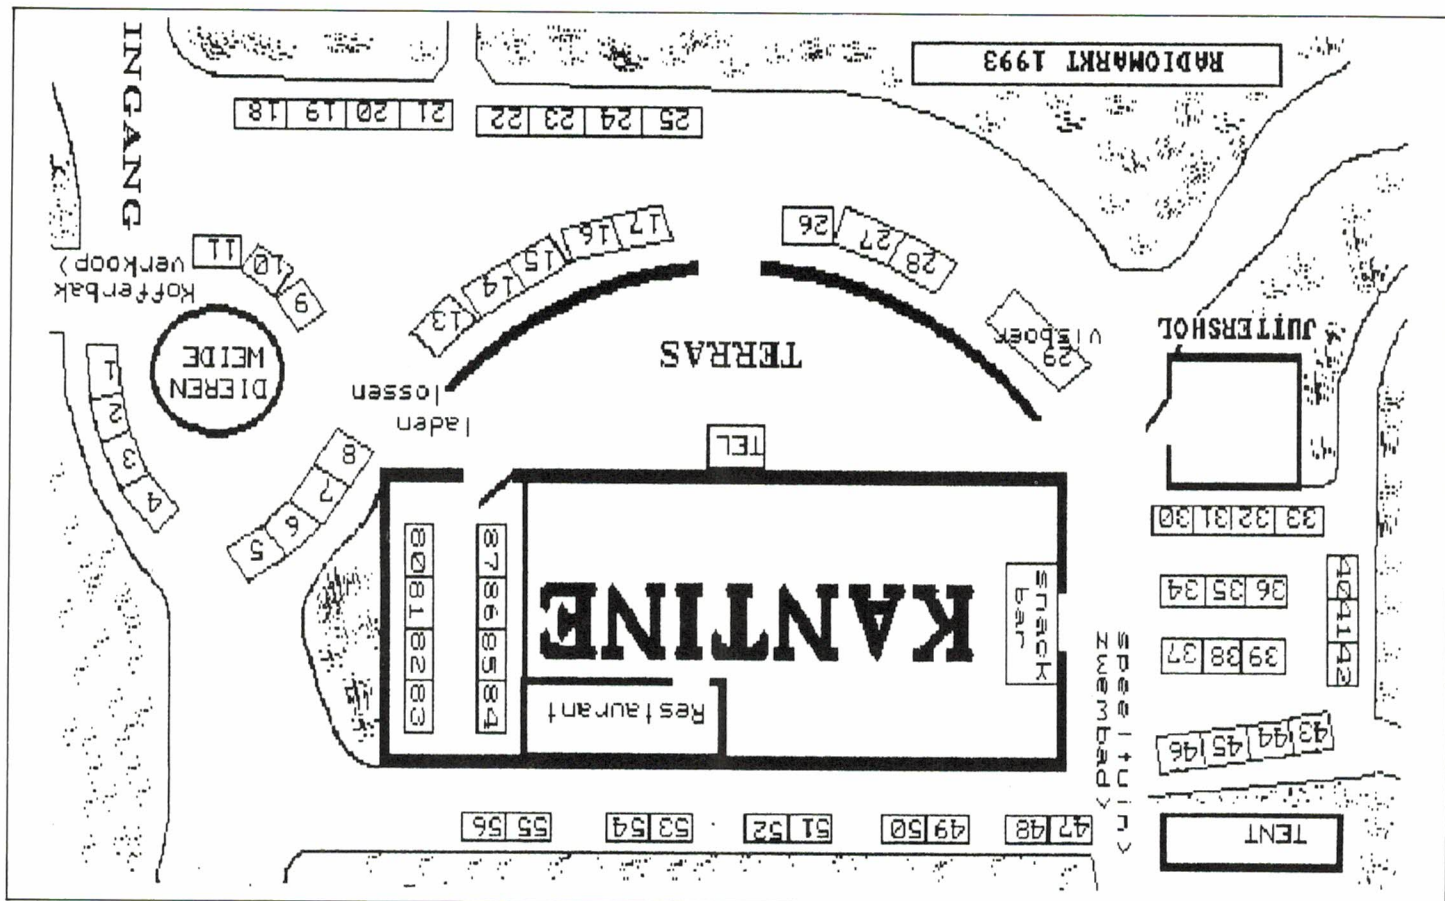 TENT
47 48
49 50
51 52
53 54
55 56
43 44 45 46
speeltuin>
zwembad>
39 38 37
40 41 42
36 35 34
33 32 31 30
JUTTERSHOL
snack
bar
KANTINE
Restaurant
84 85 86 87
83 82 81 80
TEL
TERRAS
laden
lossen
5 6 7 8
4 3 2 1
DIEREN
WEIDE
Kofferbak
verkoop>
9 10 11
29
visboer
28 27 26
17 16 15 14 13
25 24 23 22
21 20 19 18
RADIOMARKT 1993
INGANG